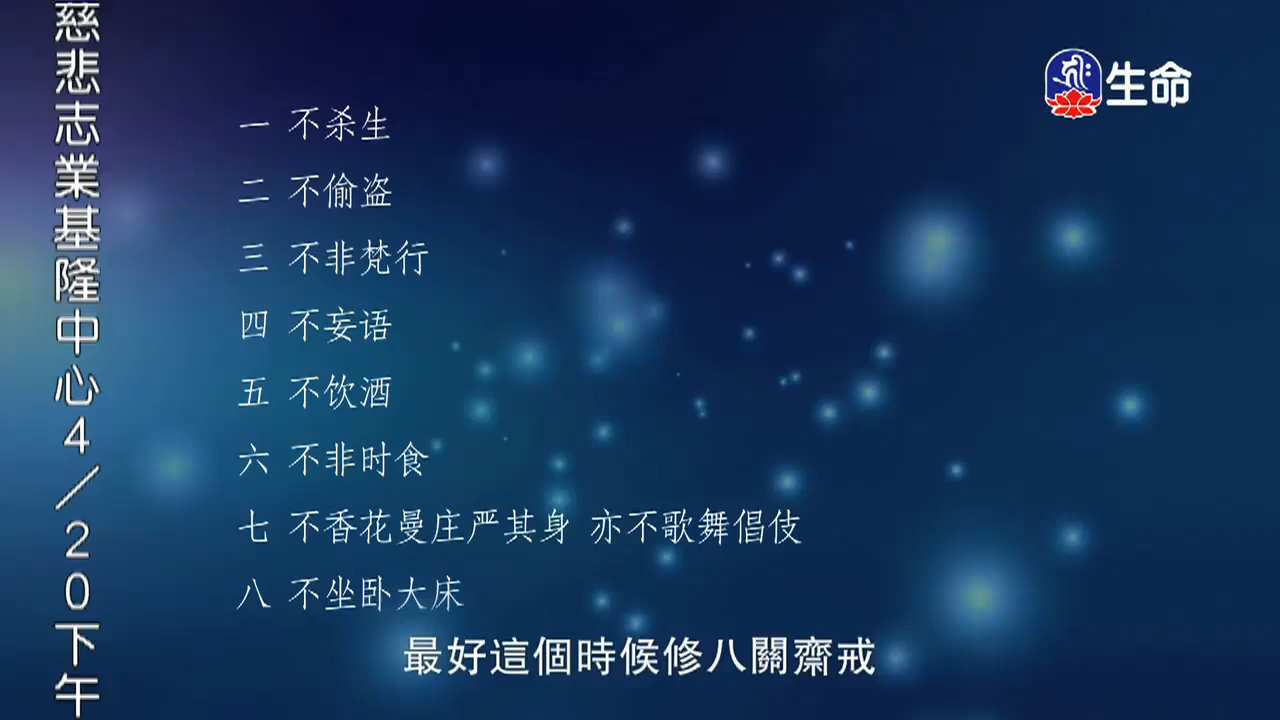 慈悲志業基隆中心4/20下午
生命
一 不杀生
二 不偷盗
三 不非梵行
四 不妄语
五 不饮酒
六 不非时食
七 不香花曼庄严其身 亦不歌舞倡伎
八 不坐卧大床
最好這個時候修八關齋戒